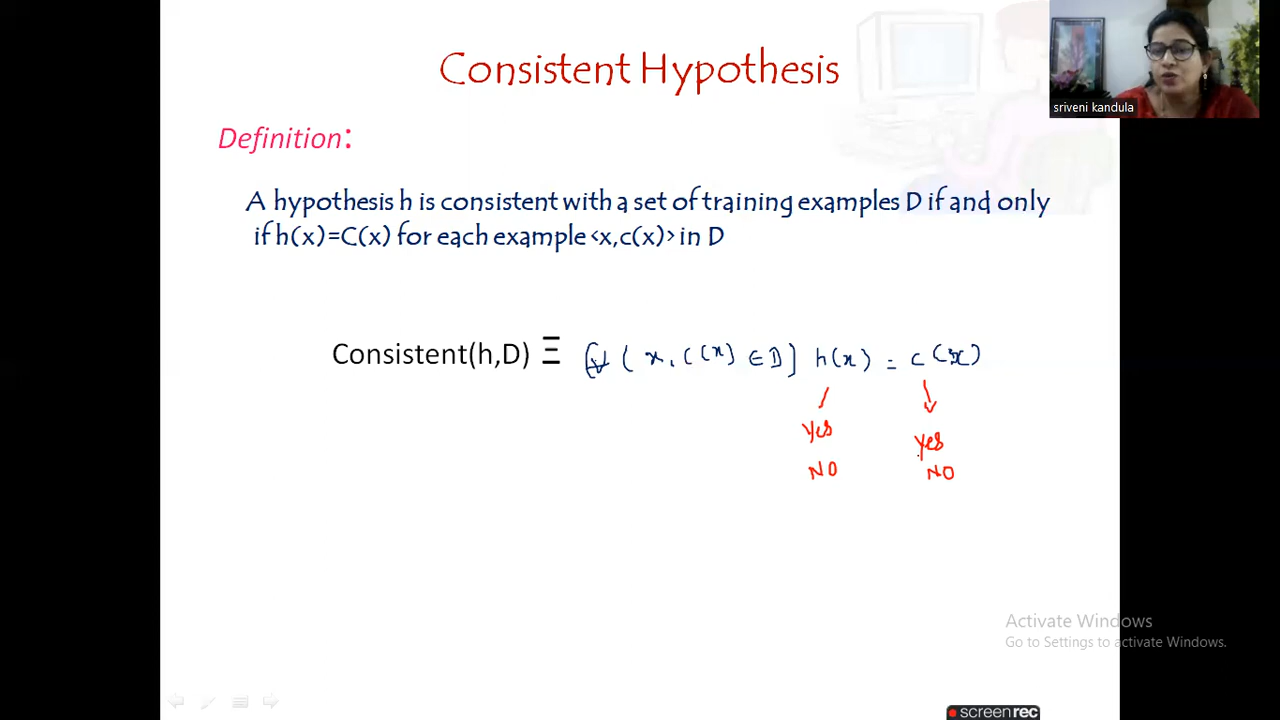 Consistent Hypothesis
sriveni kandula
Definition:
A hypothesis h is consistent with a set of training examples D if and only
if h(x)=C(x) for each example <x,c(x)> in D
Consistent(h,D) Ξ [∀ (x, c(x) ∈ D] h(x) = c(x)
Yes Yes
NO NO
Activate Windows
Go to Settings to activate Windows.
screenrec